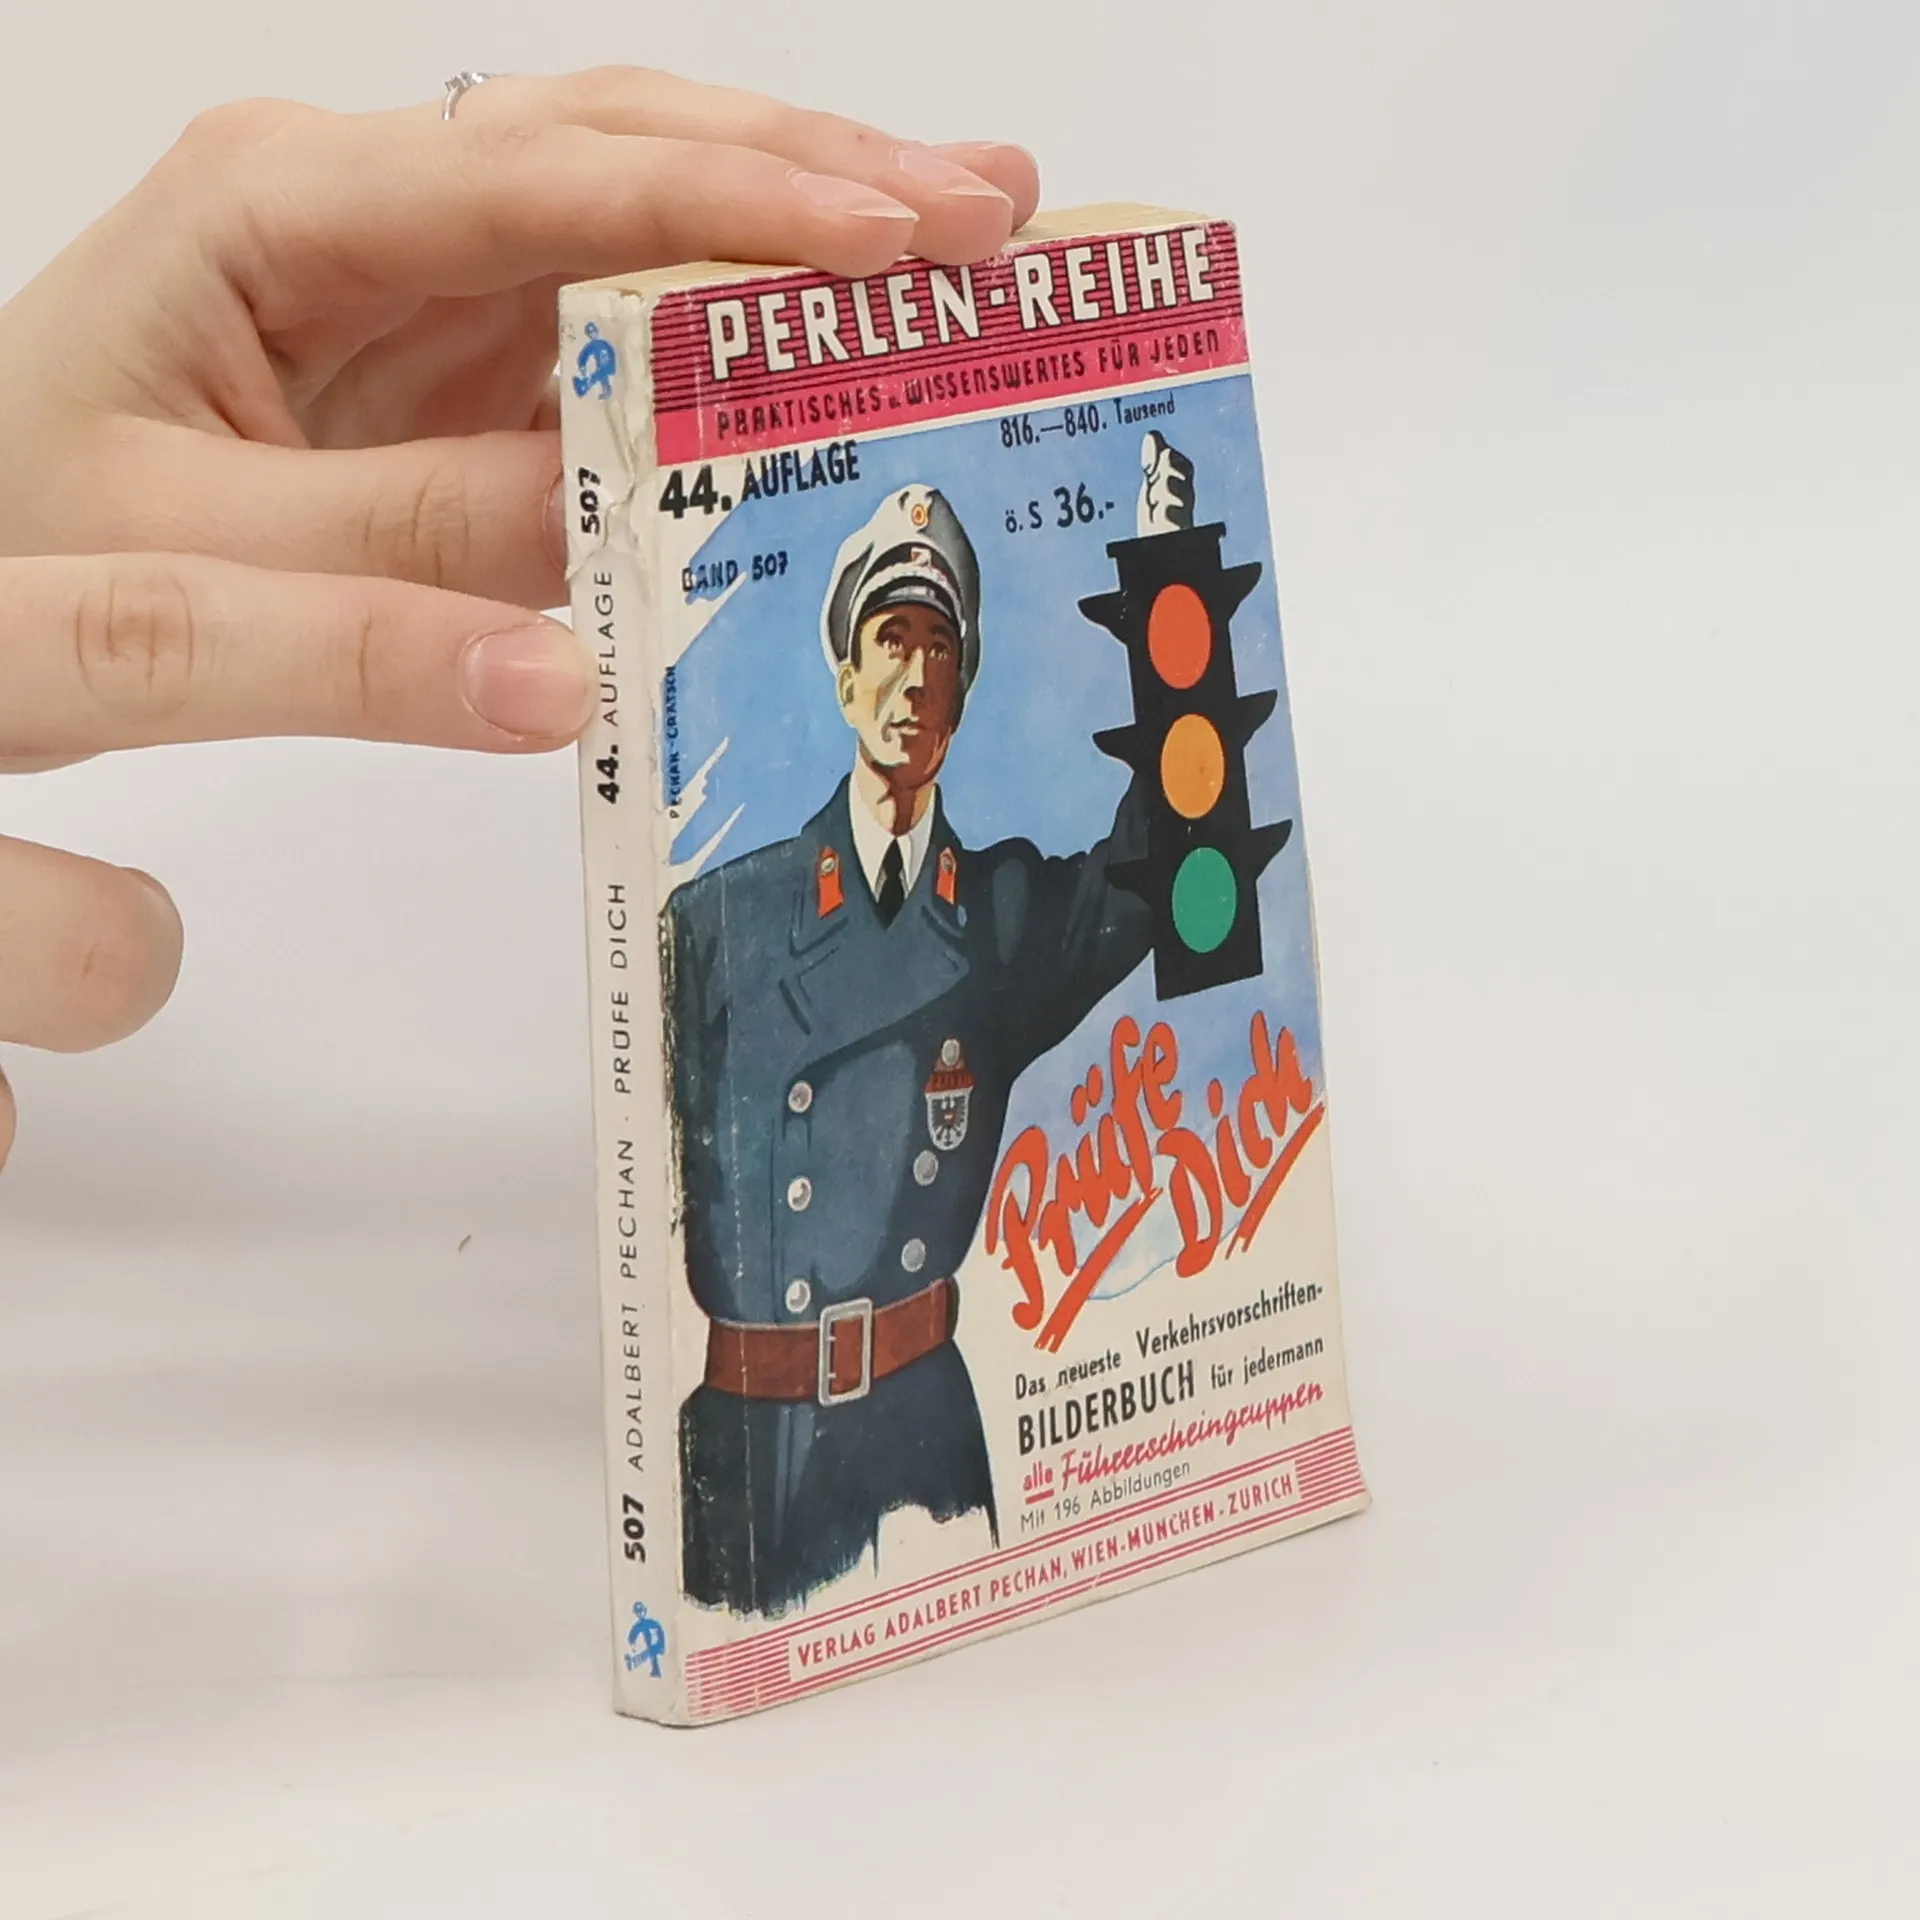 PERLEN-REIHE
PRAKTISCHES u. WISSENSWERTES FÜR JEDEN
816.—840. Tausend
44. AUFLAGE
ö. S 36.-
BAND 507
PECHAN-GRATSCH
Prüfe
Dich
Das neueste Verkehrsvorschriften-
BILDERBUCH für jedermann
alle Führerscheingruppen
Mit 196 Abbildungen
VERLAG ADALBERT PECHAN, WIEN-MÜNCHEN-ZÜRICH
507 ADALBERT PECHAN · PRÜFE DICH · 44. AUFLAGE 507